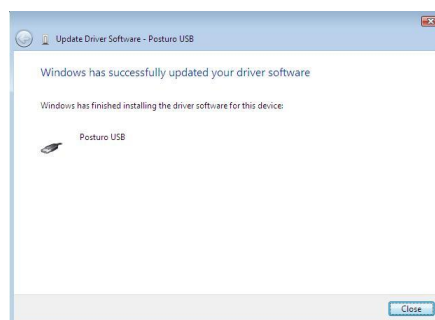 Update Driver Software - Posturo USB
Windows has successfully updated your driver software
Windows has finished installing the driver software for this device:
Posturo USB
Close